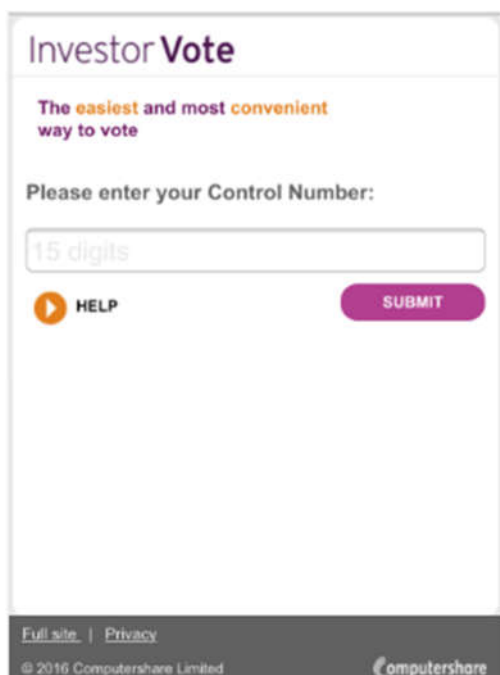 Investor Vote
The easiest and most convenient
way to vote
Please enter your Control Number:
15 digits
HELP
SUBMIT
Full site | Privacy
© 2016 Computershare Limited
Computershare